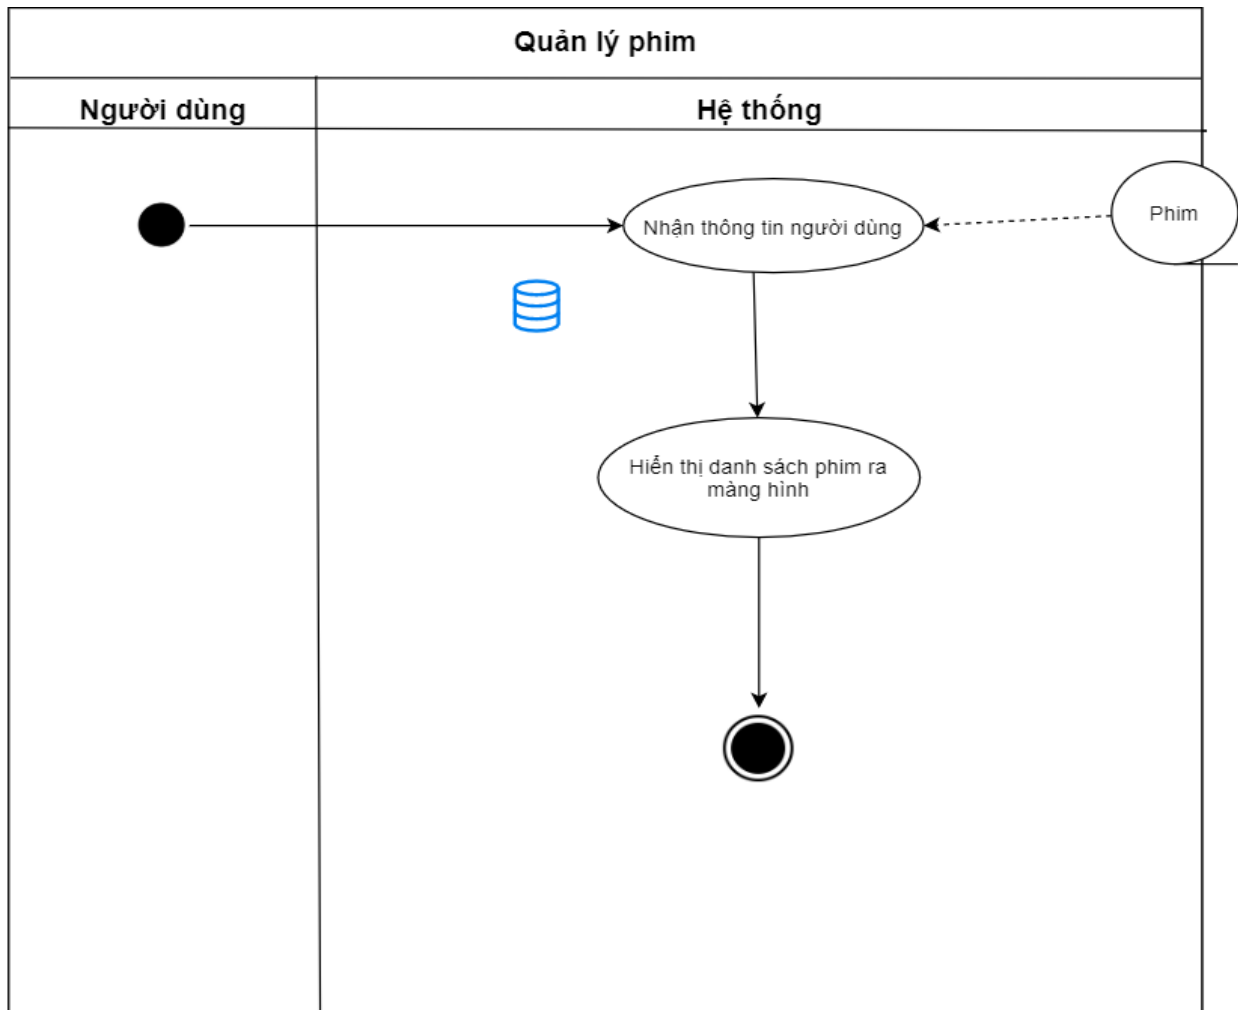 Quản lý phim
Người dùng
Hệ thống
Nhận thông tin người dùng
Phim
Hiển thị danh sách phim ra
màng hình